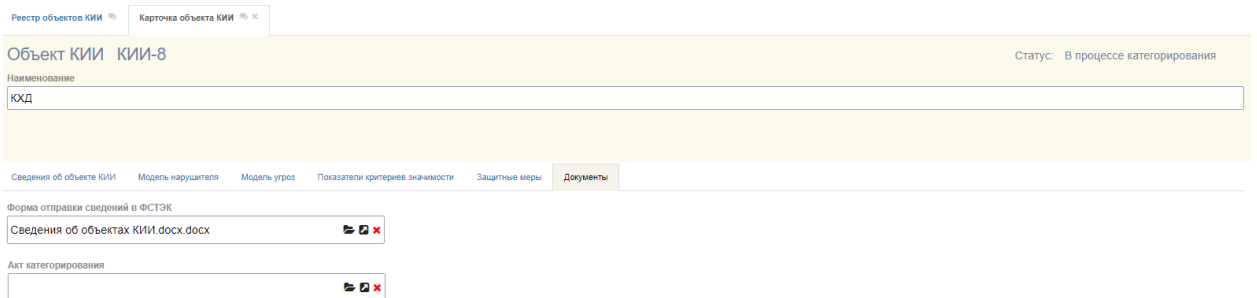 Реестр объектов КИИ
Карточка объекта КИИ
Объект КИИ КИИ-8
Статус: В процессе категорирования
Наименование
КХД
Сведения об объекте КИИ Модель нарушителя Модель угроз Показатели критериев значимости Защитные меры Документы
Форма отправки сведений в ФСТЭК
Сведения об объектах КИИ.docx.docx
Акт категорирования